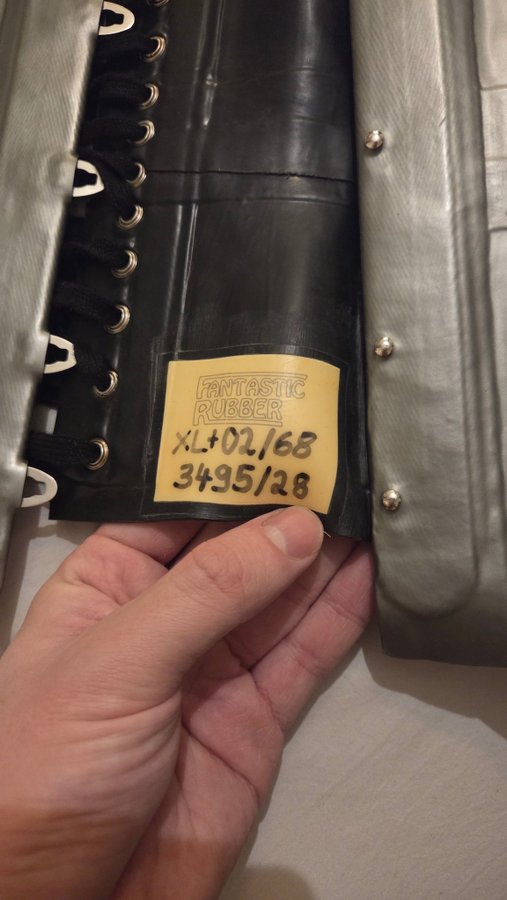 FANTASTIC
RUBBER
XL+02/68
3495/28